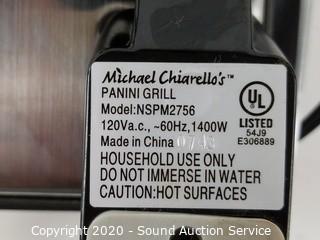 Michael Chiarello's™
PANINI GRILL
Model:NSPM2756
120Va.c., ~60Hz,1400W
Made in China
HOUSEHOLD USE ONLY
DO NOT IMMERSE IN WATER
CAUTION:HOT SURFACES
UL
LISTED
54J9
E306889
Copyright 2020 - Sound Auction Service